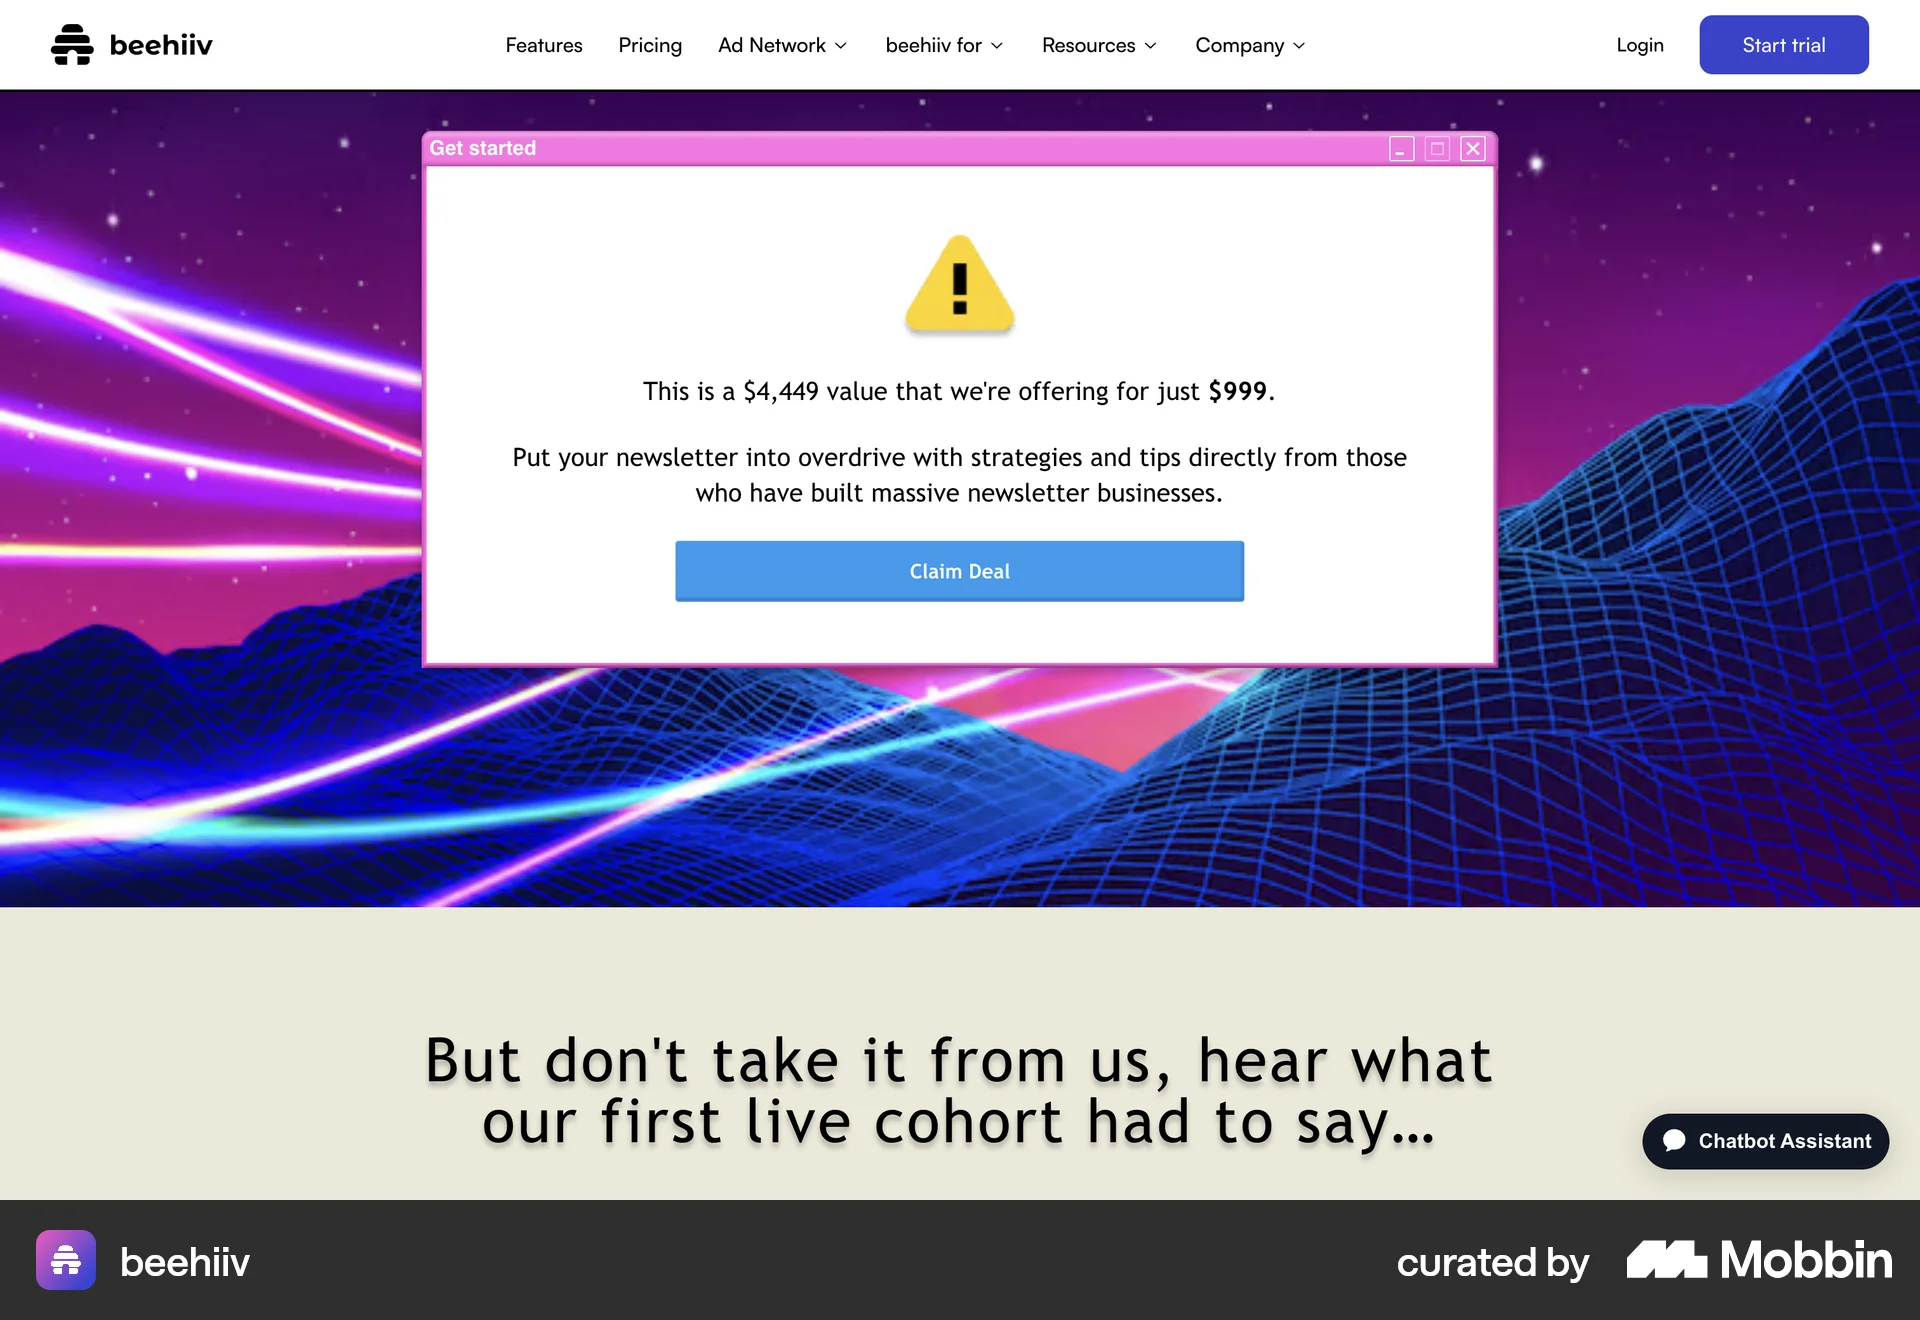 beehiiv
Features
Pricing
Ad Network
beehiiv for
Resources
Company
Login
Start trial
Get started
This is a $4,449 value that we're offering for just $999.
Put your newsletter into overdrive with strategies and tips directly from those
who have built massive newsletter businesses.
Claim Deal
But don't take it from us, hear what
our first live cohort had to say...
Chatbot Assistant
beehiiv
curated by
Mobbin